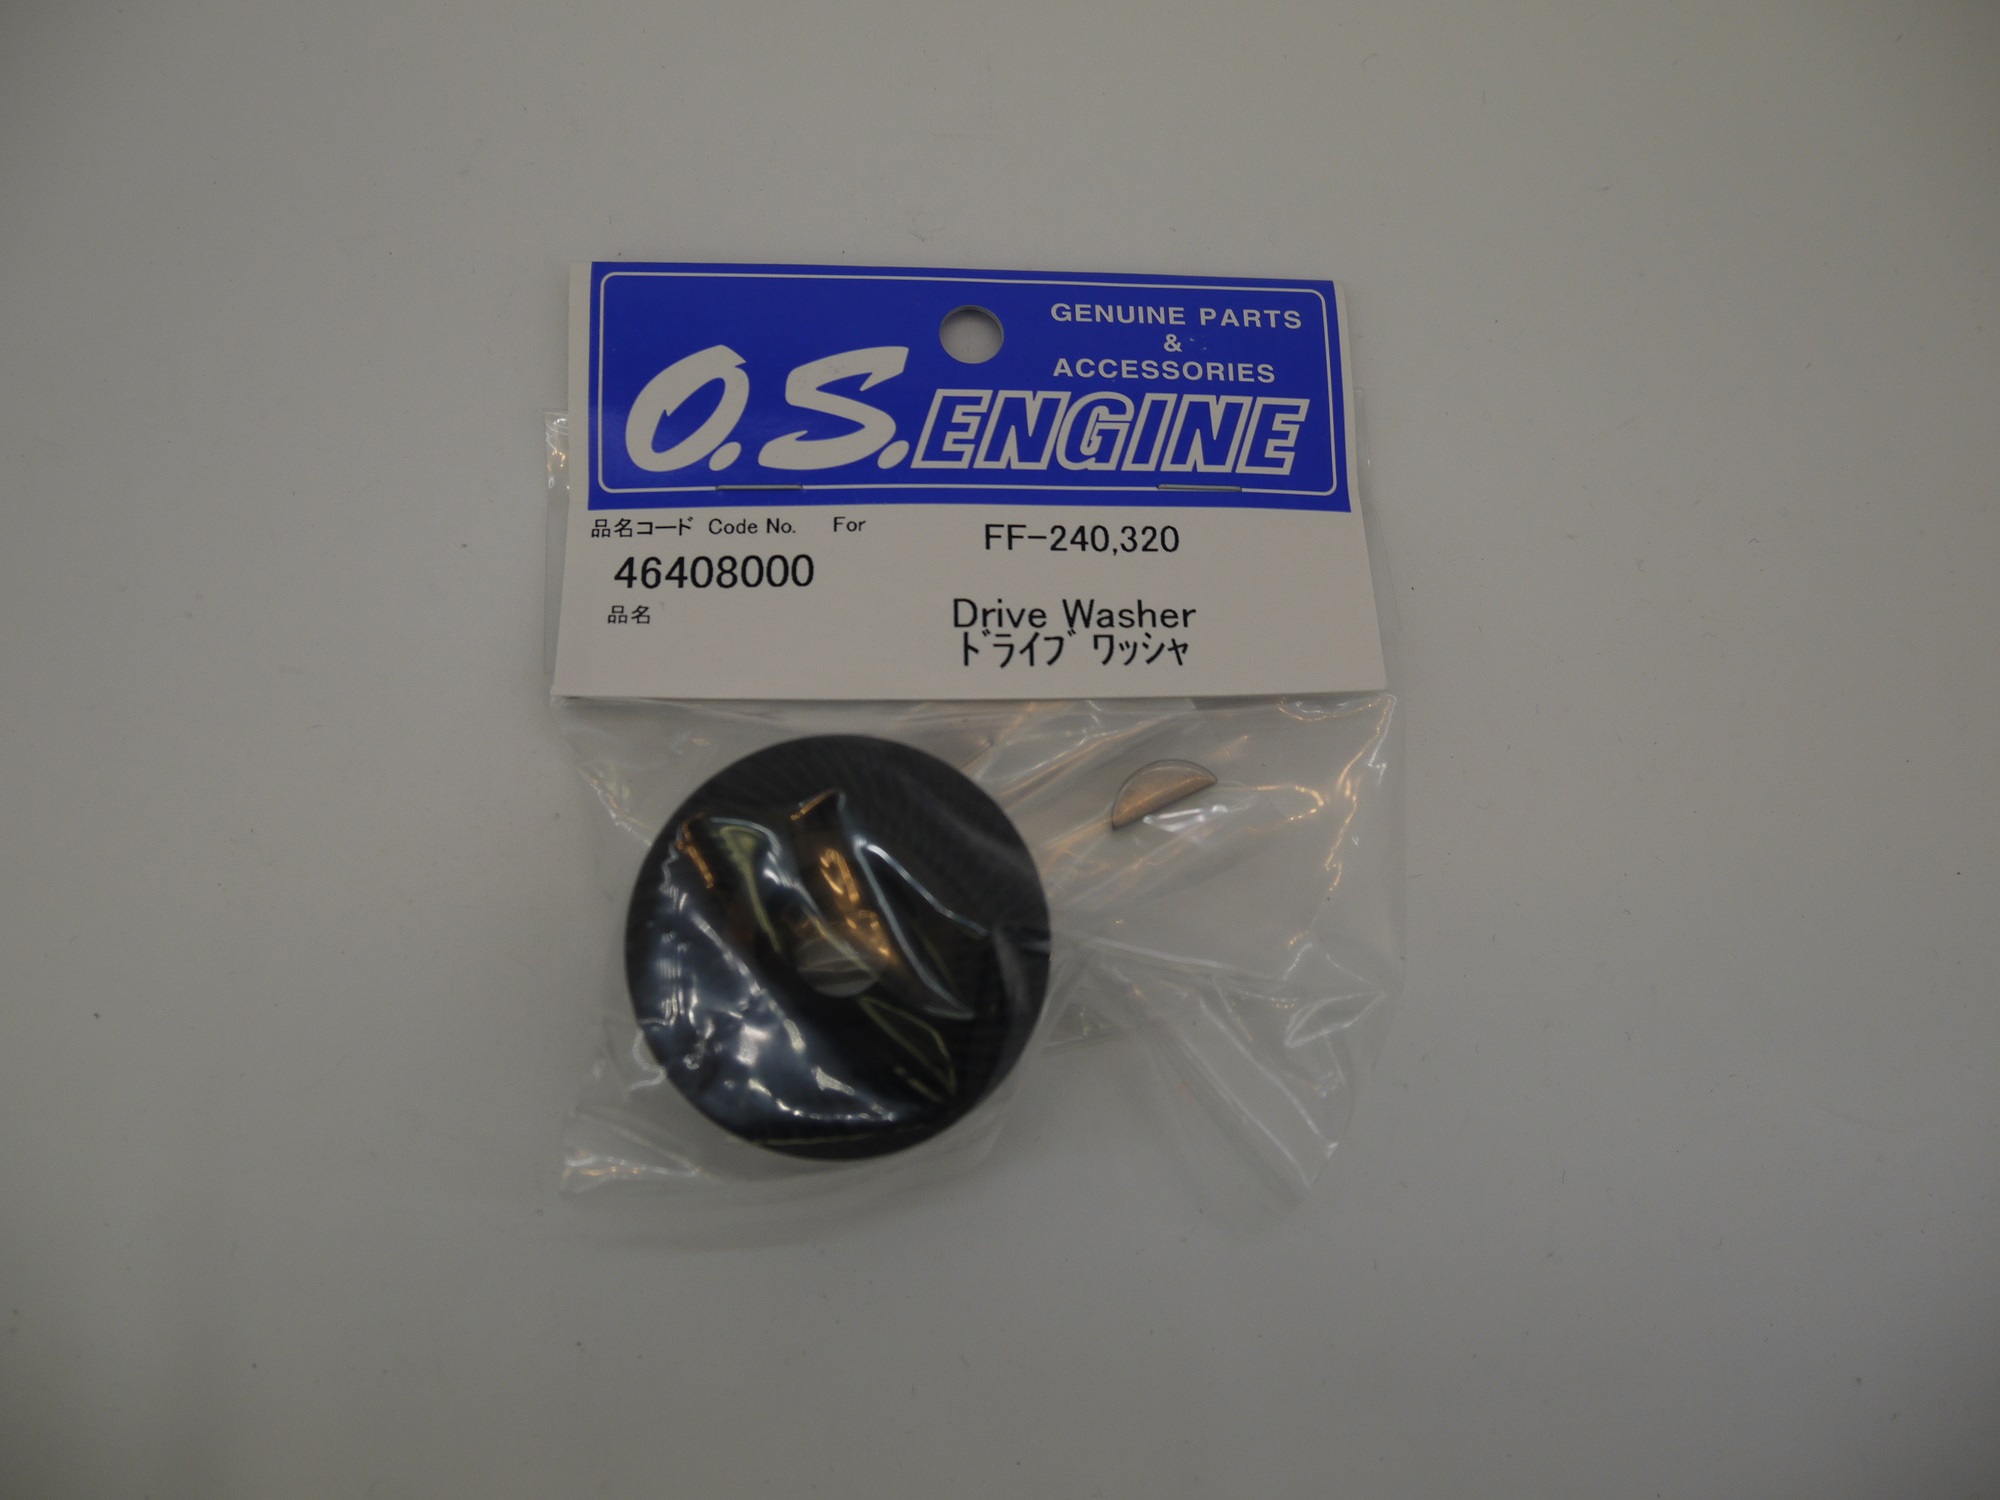 GENUINE PARTS
&
ACCESSORIES
O.S.ENGINE
品名コード Code No. For FF-240,320
46408000
品名 Drive Washer
ドライブ ワッシャ